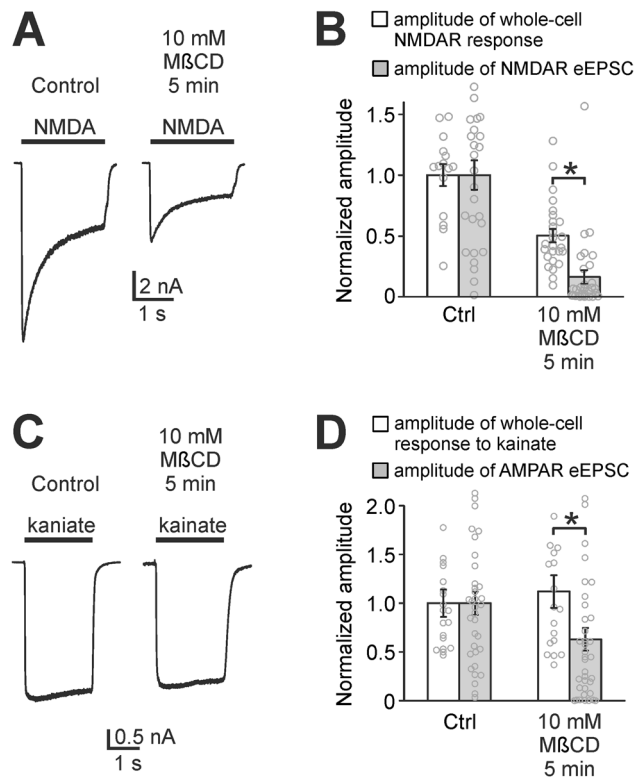 A
Control
10 mM
MßCD
5 min
NMDA
NMDA
2 nA
1 s
B
amplitude of whole-cell
NMDAR response
amplitude of NMDAR eEPSC
Normalized amplitude
1.5
1.0
0.5
0
*
Ctrl
10 mM
MßCD
5 min
C
Control
10 mM
MßCD
5 min
kaniate
kainate
0.5 nA
1 s
D
amplitude of whole-cell
response to kainate
amplitude of AMPAR eEPSC
Normalized amplitude
2.0
1.5
1.0
0.5
0
*
Ctrl
10 mM
MßCD
5 min